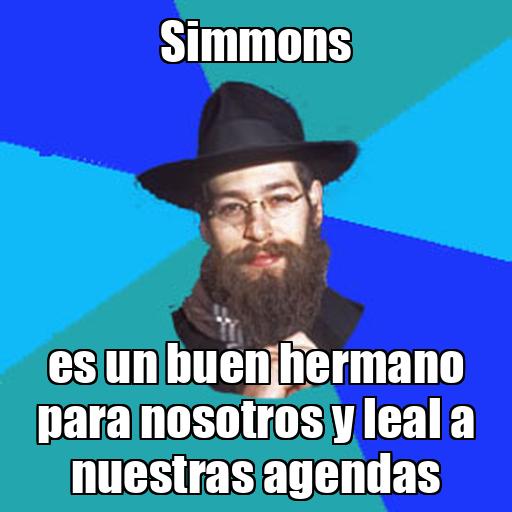 Simmons
es un buen hermano
para nosotros y leal a
nuestras agendas